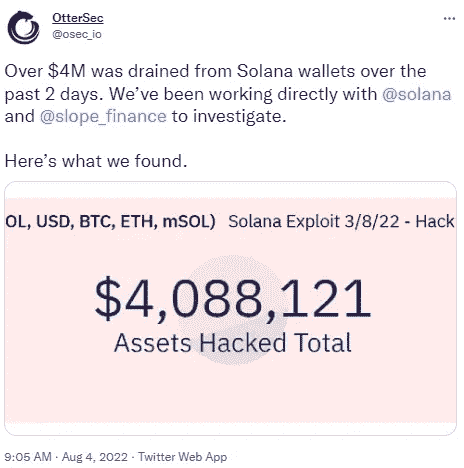 OtterSec
@osec_io
Over $4M was drained from Solana wallets over the
past 2 days. We've been working directly with @solana
and @slope_finance to investigate.
Here's what we found.
OL, USD, BTC, ETH, mSOL) Solana Exploit 3/8/22 - Hack
$4,088,121
Assets Hacked Total
9:05 AM · Aug 4, 2022 · Twitter Web App